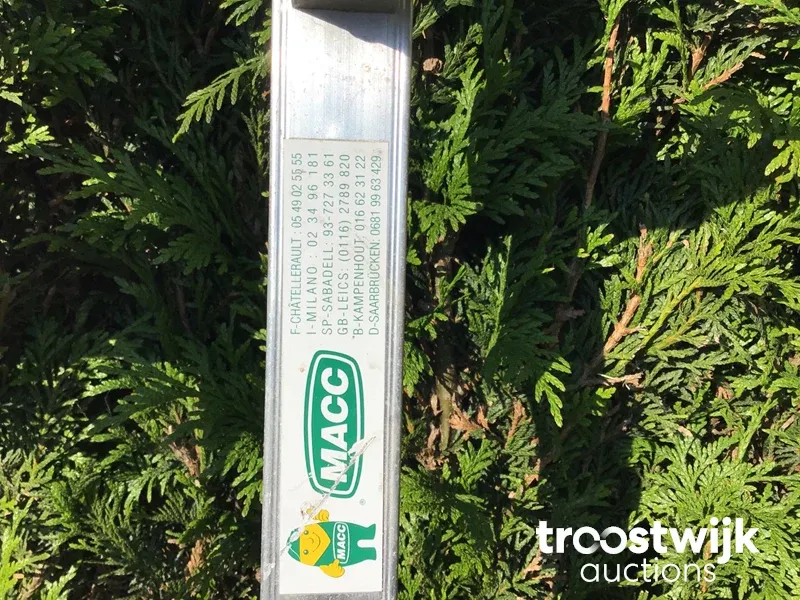 F-CHÂTELLERAULT : 05 49 02 55 55
I-MILANO : 02 34 96 181
SP-SABADELL: 93-727 33 61
GB-LEICS: (0116) 2789 820
B-KAMPENHOUT: 016 62 31 22
D-SAARBRÜCKEN: 0681 99 63 429
MACC
®
MACC
troostwijk
auctions